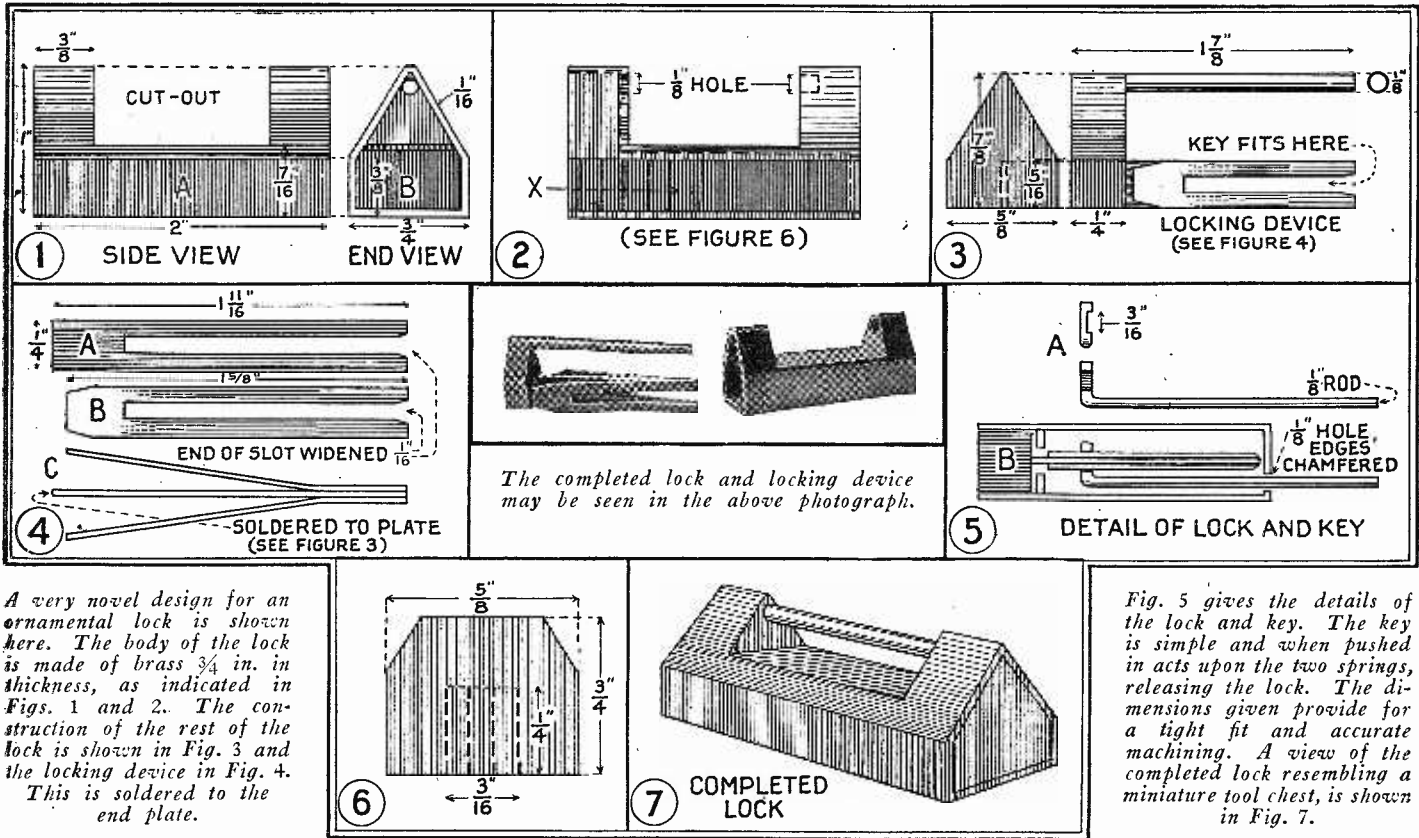 3/8"
CUT-OUT
1"
A
7/16
2"
1 SIDE VIEW
1/16"
3/8
B
3/4"
END VIEW
1/8" HOLE
X
2 (SEE FIGURE 6)
1 7/8"
1/8"
7/8"
5/16"
KEY FITS HERE
5/8"
1/4"
3 LOCKING DEVICE
(SEE FIGURE 4)
1 11/16"
1/4"
A
1 5/8"
B
END OF SLOT WIDENED 1/16"
C
4 SOLDERED TO PLATE
(SEE FIGURE 3)
The completed lock and locking device
may be seen in the above photograph.
A
3/16"
1/8" ROD
B
1/8" HOLE
EDGES
CHAMFERED
5 DETAIL OF LOCK AND KEY
A very novel design for an
ornamental lock is shown
here. The body of the lock
is made of brass 3/4 in. in
thickness, as indicated in
Figs. 1 and 2. The con-
struction of the rest of the
lock is shown in Fig. 3 and
the locking device in Fig. 4.
This is soldered to the
end plate.
5/8"
3/4"
1/4"
3/16"
6
7 COMPLETED
LOCK
Fig. 5 gives the details of
the lock and key. The key
is simple and when pushed
in acts upon the two springs,
releasing the lock. The di-
mensions given provide for
a tight fit and accurate
machining. A view of the
completed lock resembling a
miniature tool chest, is shown
in Fig. 7.